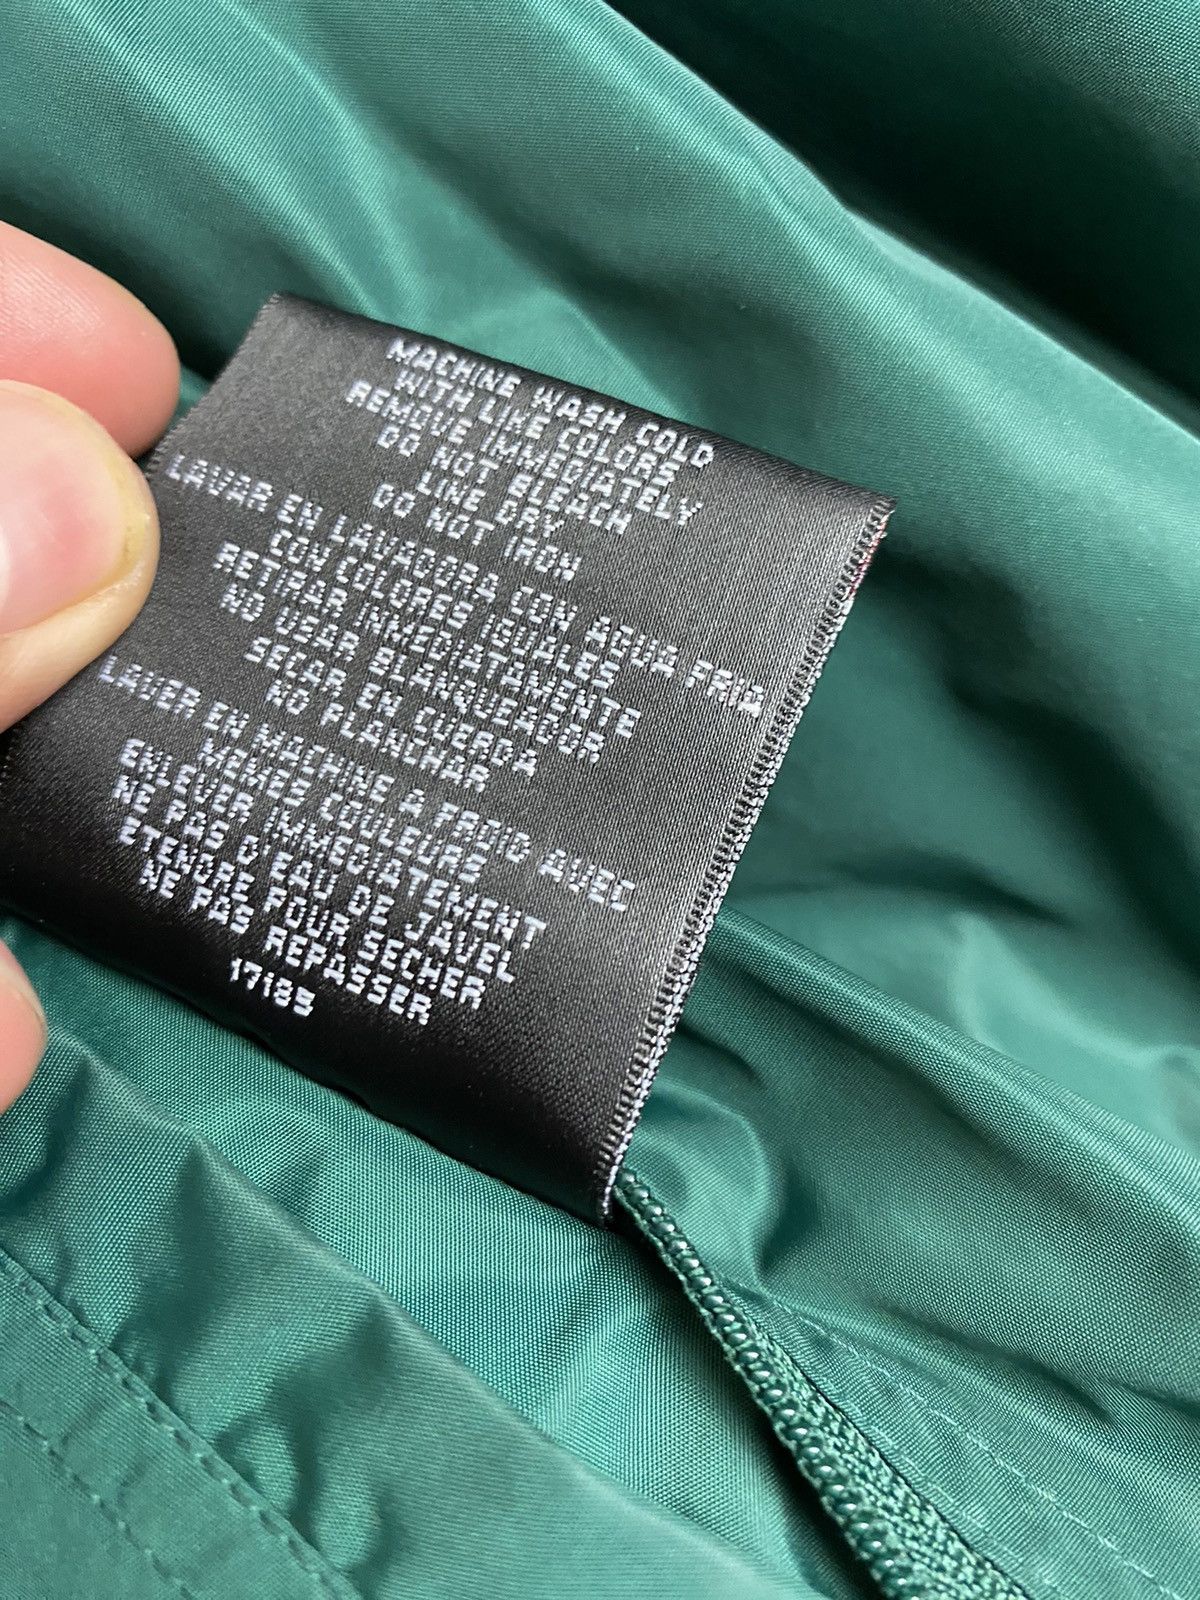 MACHINE WASH COLD
WITH LIKE COLORS
REMOVE IMMEDIATELY
DO NOT BLEACH
LINE DRY
DO NOT IRON
LAVAR EN LAVADORA CON AGUA FRIA
CON COLORES IGUALES
RETIRAR INMEDIATAMENTE
NO USAR BLANQUEADOR
SECAR EN CUERDA
NO PLANCHAR
LAVER EN MACHINE A FROID AVEC
MEMES COULEURS
ENLEVER IMMEDIATEMENT
NE PAS D'EAU DE JAVEL
ETENDRE POUR SECHER
NE PAS REPASSER
17185